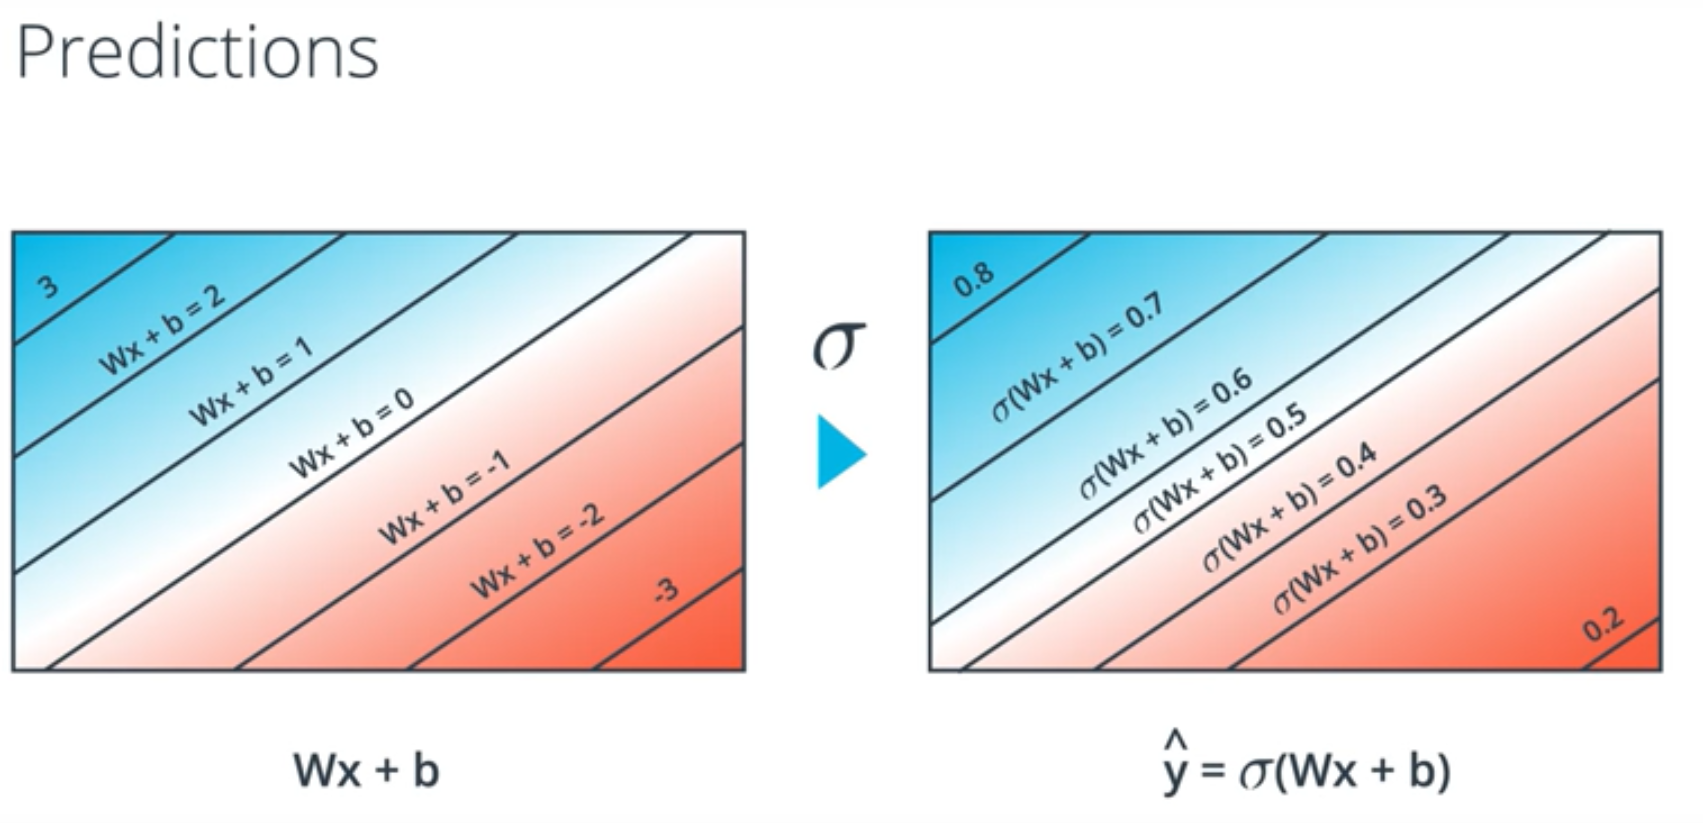 Predictions
3
Wx + b = 2
Wx + b = 1
Wx + b = 0
Wx + b = -1
Wx + b = -2
-3
σ
0.8
σ(Wx + b) = 0.7
σ(Wx + b) = 0.6
σ(Wx + b) = 0.5
σ(Wx + b) = 0.4
σ(Wx + b) = 0.3
0.2
Wx + b
ŷ = σ(Wx + b)